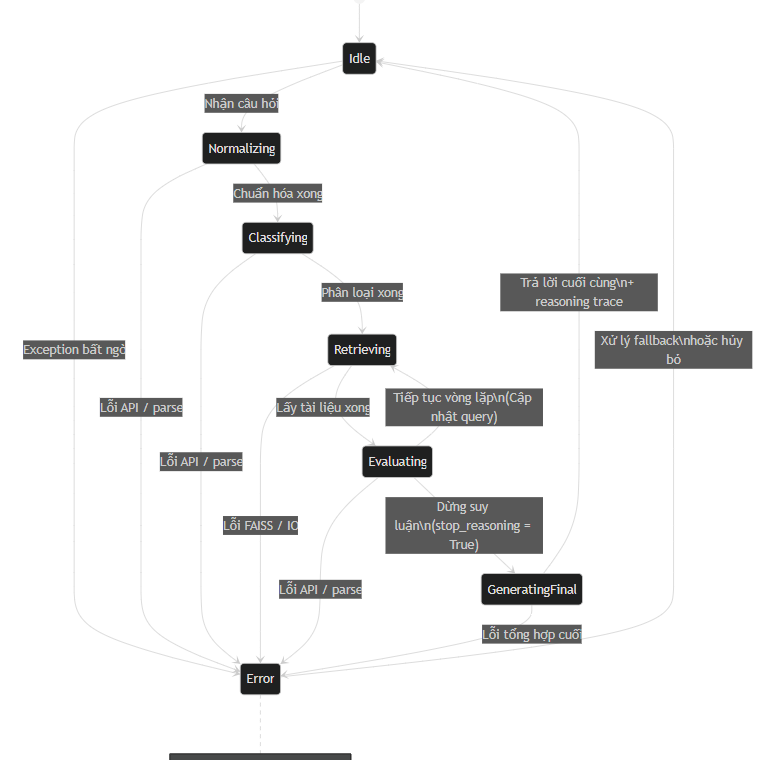 Idle
Nhận câu hỏi
Normalizing
Chuẩn hóa xong
Classifying
Trả lời cuối cùng\n+
reasoning trace
Phân loại xong
Retrieving
Exception bất ngờ
Xử lý fallback\nhoặc hủy
bỏ
Lỗi API / parse
Lấy tài liệu xong
Tiếp tục vòng lặp\n(Cập
nhật query)
Lỗi API / parse
Evaluating
Dừng suy
luận\n(stop_reasoning =
True)
Lỗi FAISS / IO
Lỗi API / parse
GeneratingFinal
Lỗi tổng hợp cuối
Error